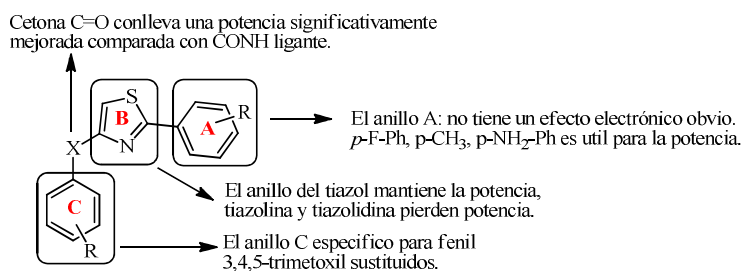 Cetona C=O conlleva una potencia significativamente
mejorada comparada con CONH ligante.
S
B
N
A
R
X
C
R
El anillo A: no tiene un efecto electrónico obvio.
p-F-Ph, p-CH3, p-NH2-Ph es util para la potencia.
El anillo del tiazol mantiene la potencia,
tiazolina y tiazolidina pierden potencia.
El anillo C especifico para fenil
3,4,5-trimetoxil sustituidos.